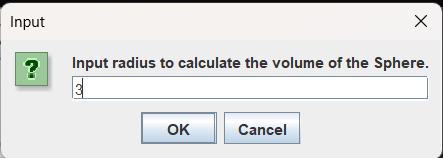 Input
Input radius to calculate the volume of the Sphere.
3
OK Cancel